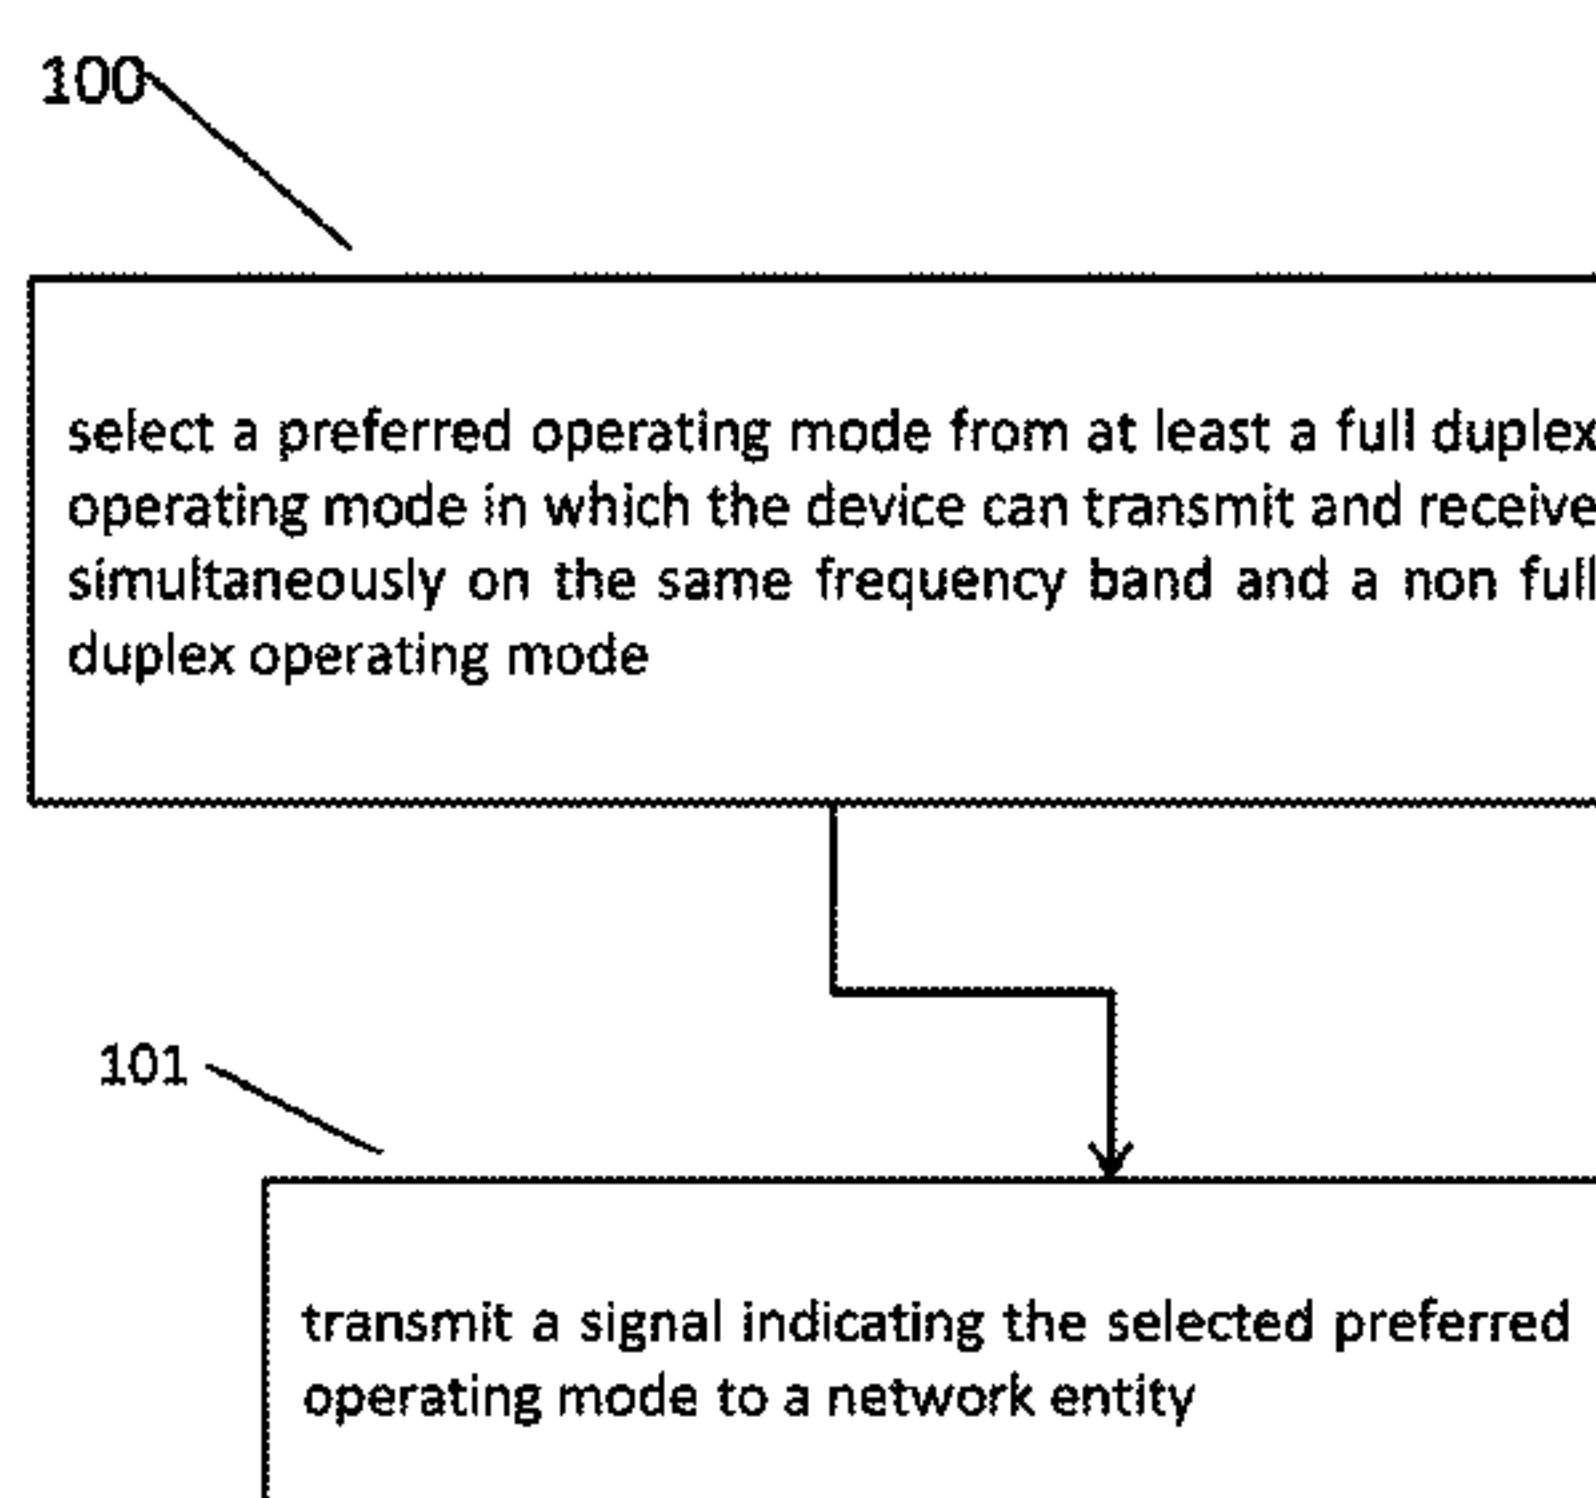 100
select a preferred operating mode from at least a full duplex
operating mode in which the device can transmit and receive
simultaneously on the same frequency band and a non full
duplex operating mode
101
transmit a signal indicating the selected preferred
operating mode to a network entity